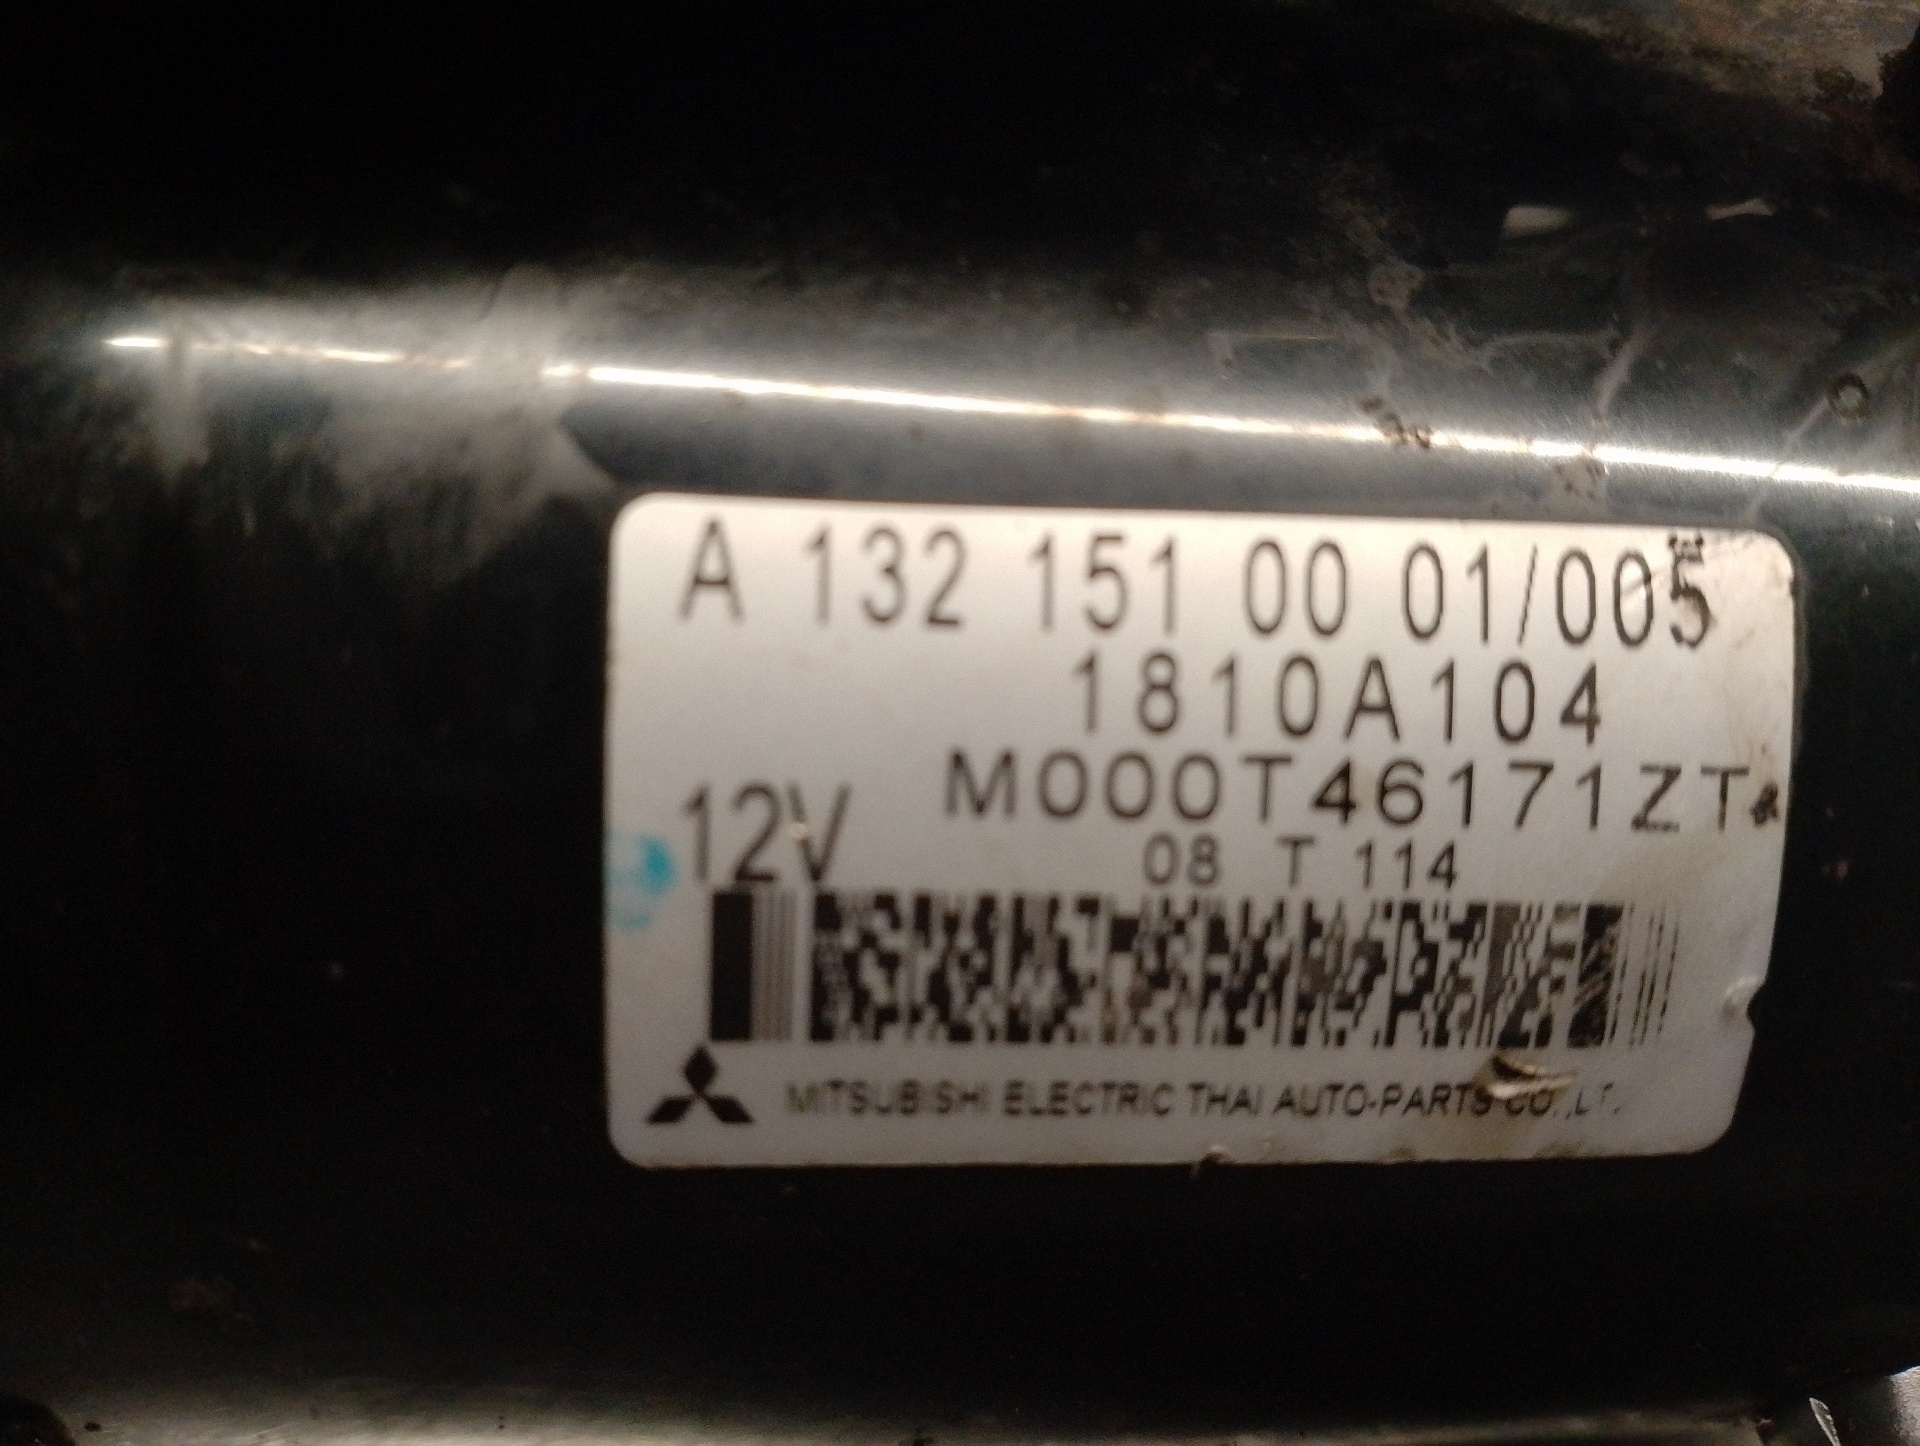 A 132 151 00 01/005
1810A104
M000T46171ZT
12V
08 T 114
MITSUBISHI ELECTRIC THAI AUTO-PARTS CO.,LT.